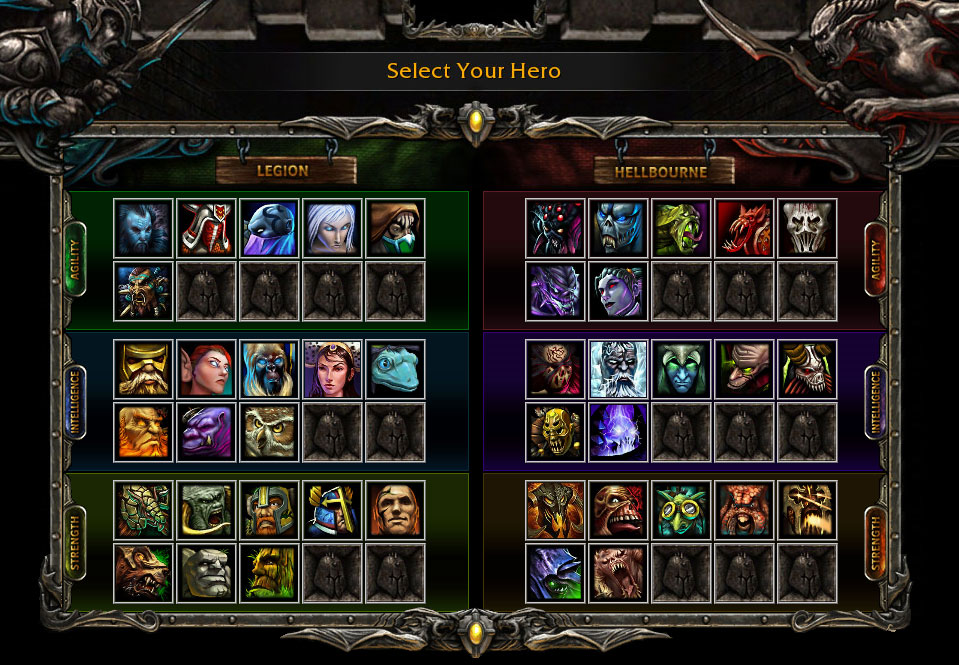 Select Your Hero
LEGION
HELLBOURNE
AGILITY
AGILITY
INTELLIGENCE
INTELLIGENCE
STRENGTH
STRENGTH